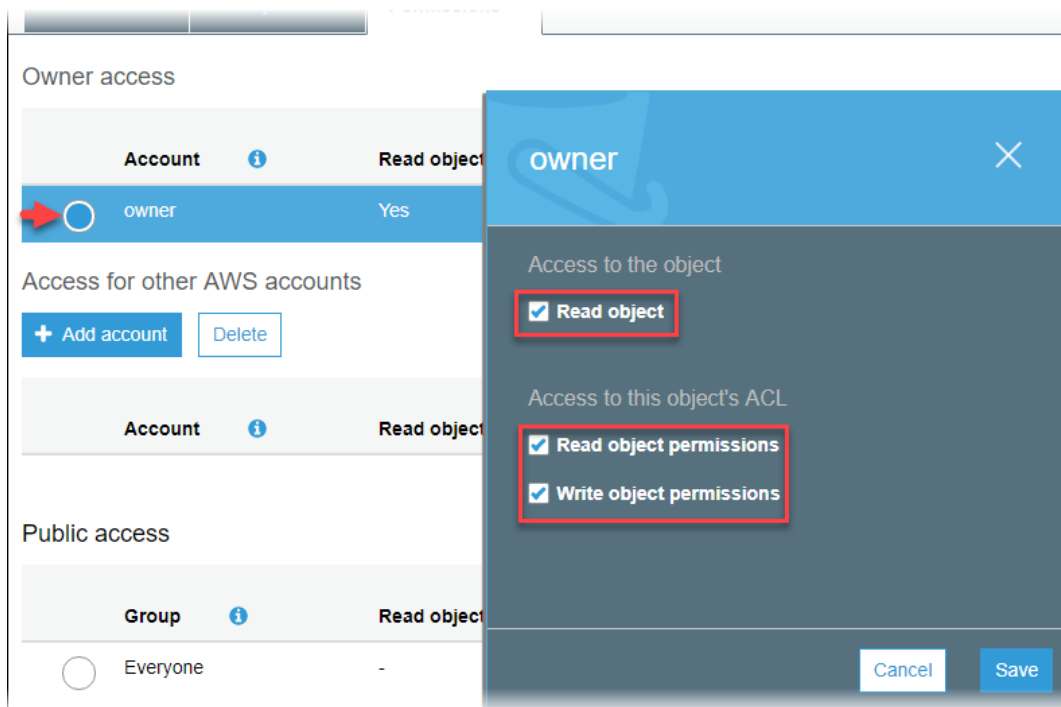 Owner access
Account Read object
owner Yes
Access for other AWS accounts
+ Add account Delete
Account Read object
Public access
Group Read object
Everyone -
owner
Access to the object
Read object
Access to this object's ACL
Read object permissions
Write object permissions
Cancel Save